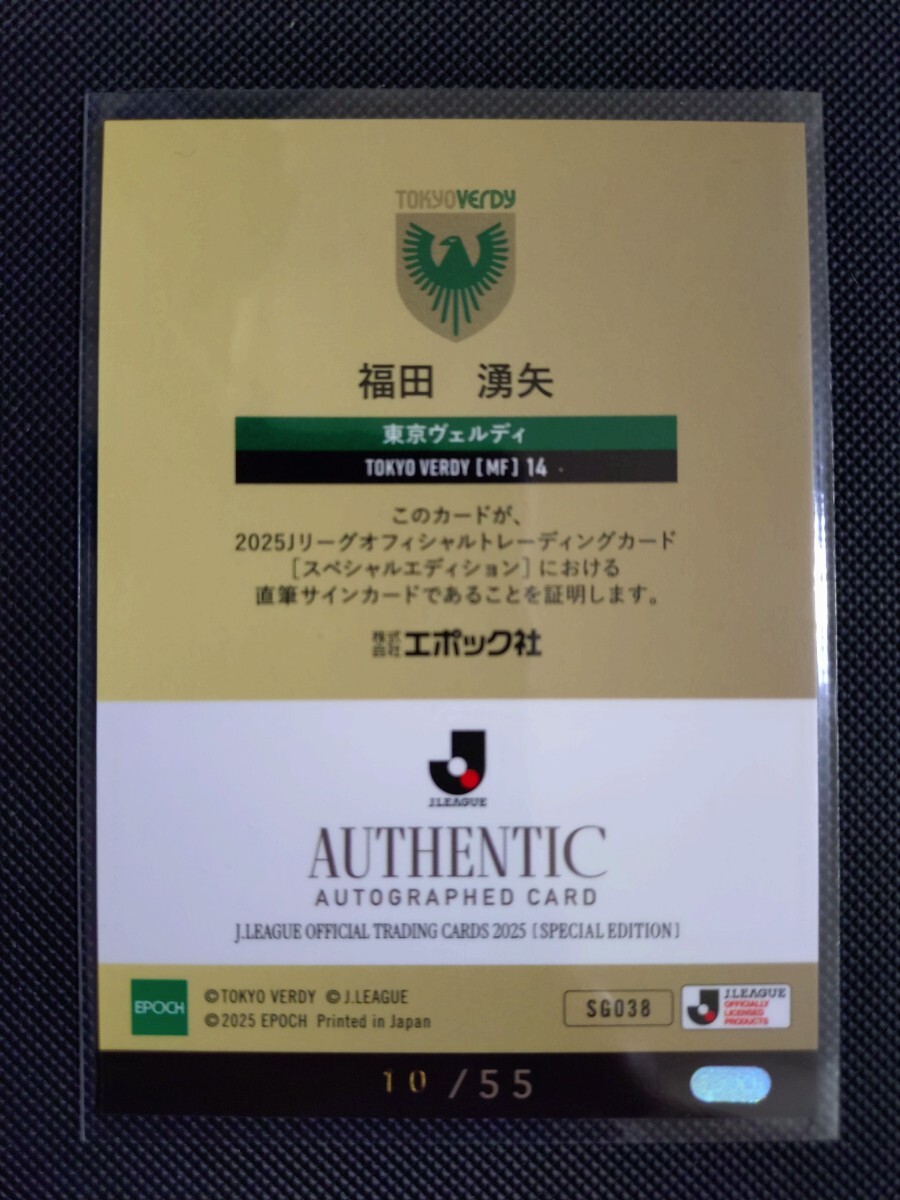 TOKYO VERDY
福田 湧矢
東京ヴェルディ
TOKYO VERDY [MF] 14
このカードが、
2025Jリーグオフィシャルトレーディングカード
[スペシャルエディション] における
直筆サインカードであることを証明します。
株式会社エポック社
J.LEAGUE
AUTHENTIC
AUTOGRAPHED CARD
J.LEAGUE OFFICIAL TRADING CARDS 2025 [SPECIAL EDITION]
EPOCH
©TOKYO VERDY ©J.LEAGUE
©2025 EPOCH Printed in Japan
SG038
J.LEAGUE
OFFICIALLY
LICENSED
PRODUCTS
10/55